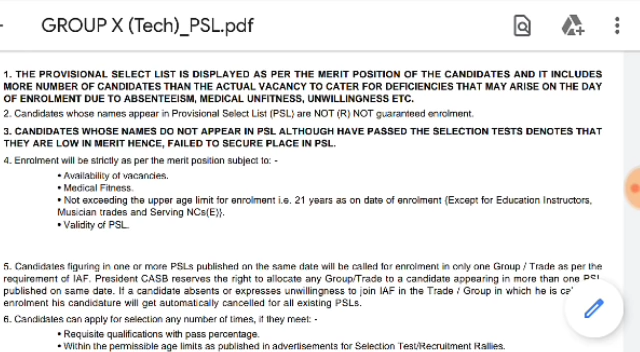 GROUP X (Tech)_PSL.pdf
1. THE PROVISIONAL SELECT LIST IS DISPLAYED AS PER THE MERIT POSITION OF THE CANDIDATES AND IT INCLUDES
MORE NUMBER OF CANDIDATES THAN THE ACTUAL VACANCY TO CATER FOR DEFICIENCIES THAT MAY ARISE ON THE DAY
OF ENROLMENT DUE TO ABSENTEEISM, MEDICAL UNFITNESS, UNWILLINGNESS ETC.
2. Candidates whose names appear in Provisional Select List (PSL) are NOT (R) NOT guaranteed enrolment.
3. CANDIDATES WHOSE NAMES DO NOT APPEAR IN PSL ALTHOUGH HAVE PASSED THE SELECTION TESTS DENOTES THAT
THEY ARE LOW IN MERIT HENCE, FAILED TO SECURE PLACE IN PSL.
4. Enrolment will be strictly as per the merit position subject to: -
• Availability of vacancies.
• Medical Fitness.
• Not exceeding the upper age limit for enrolment i.e. 21 years as on date of enrolment {Except for Education Instructors,
Musician trades and Serving NCs(E)}.
• Validity of PSL.
5. Candidates figuring in one or more PSLs published on the same date will be called for enrolment in only one Group / Trade as per the
requirement of IAF. President CASB reserves the right to allocate any Group/Trade to a candidate appearing in more than one PSL
published on same date. If a candidate absents or expresses unwillingness to join IAF in the Trade / Group in which he is
enrolment his candidature will get automatically cancelled for all existing PSLs.
6. Candidates can apply for selection any number of times, if they meet: -
• Requisite qualifications with pass percentage.
• Within the permissible age limits as published in advertisements for Selection Test/Recruitment Rallies.